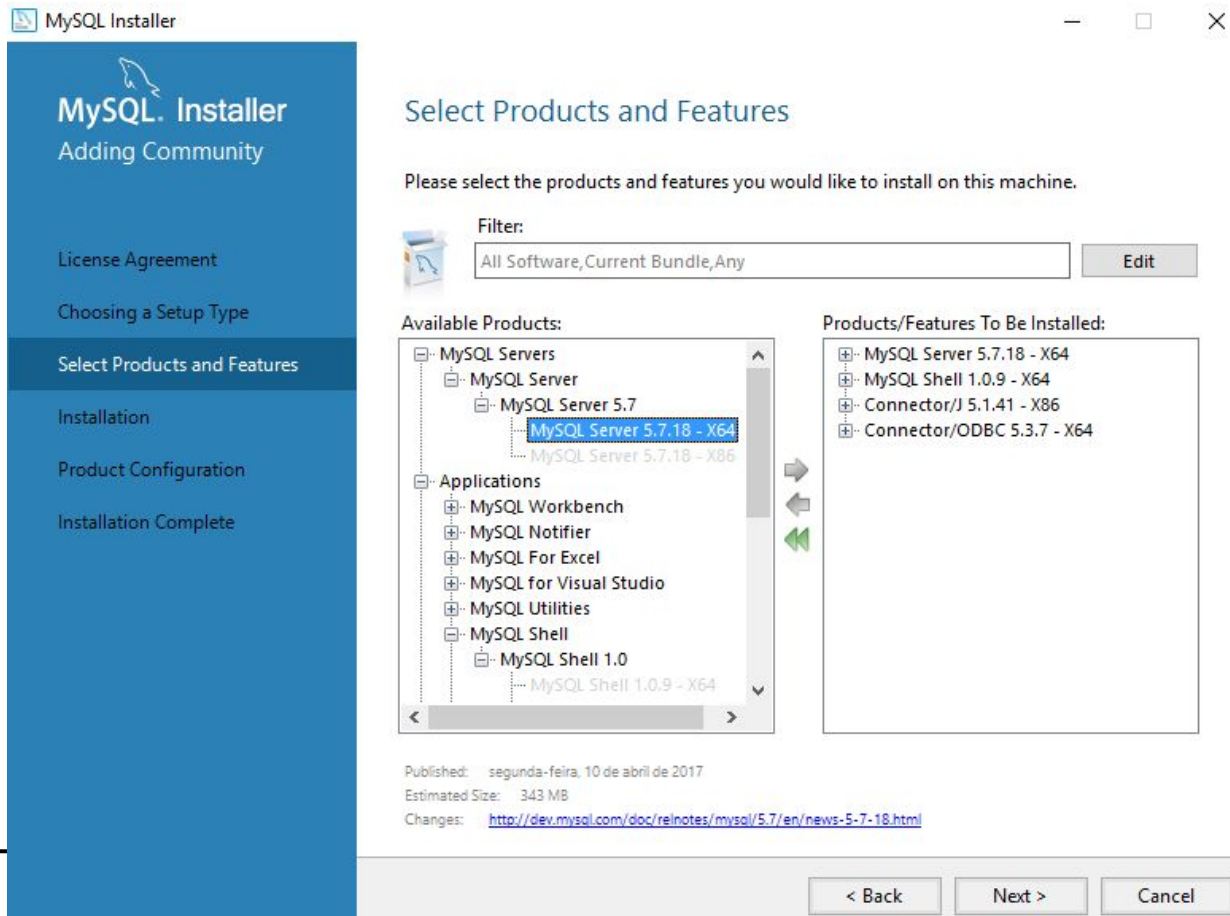 MySQL Installer
MySQL. Installer
Adding Community
License Agreement
Choosing a Setup Type
Select Products and Features
Installation
Product Configuration
Installation Complete
Select Products and Features
Please select the products and features you would like to install on this machine.
Filter:
All Software,Current Bundle,Any
Edit
Available Products:
MySQL Servers
MySQL Server
MySQL Server 5.7
MySQL Server 5.7.18 - X64
MySQL Server 5.7.18 - X86
Applications
MySQL Workbench
MySQL Notifier
MySQL For Excel
MySQL for Visual Studio
MySQL Utilities
MySQL Shell
MySQL Shell 1.0
MySQL Shell 1.0.9 - X64
Products/Features To Be Installed:
MySQL Server 5.7.18 - X64
MySQL Shell 1.0.9 - X64
Connector/J 5.1.41 - X86
Connector/ODBC 5.3.7 - X64
Published: segunda-feira, 10 de abril de 2017
Estimated Size: 343 MB
Changes: http://dev.mysql.com/doc/relnotes/mysql/5.7/en/news-5-7-18.html
< Back
Next >
Cancel